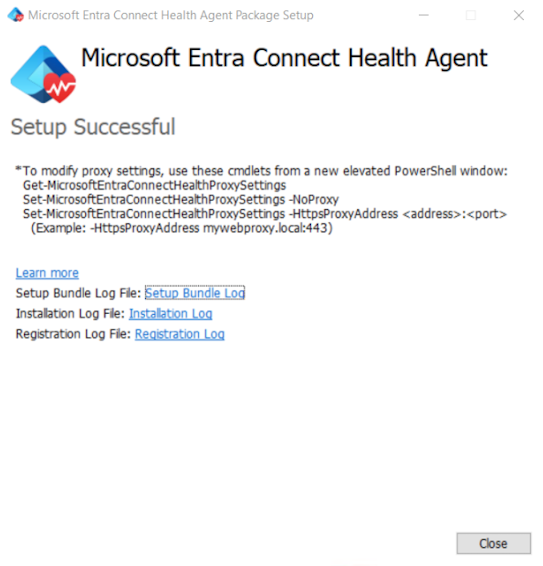 Microsoft Entra Connect Health Agent Package Setup
Microsoft Entra Connect Health Agent
Setup Successful
*To modify proxy settings, use these cmdlets from a new elevated PowerShell window:
Get-MicrosoftEntraConnectHealthProxySettings
Set-MicrosoftEntraConnectHealthProxySettings -NoProxy
Set-MicrosoftEntraConnectHealthProxySettings -HttpsProxyAddress <address>:<port>
(Example: -HttpsProxyAddress mywebproxy.local:443)
Learn more
Setup Bundle Log File: Setup Bundle Log
Installation Log File: Installation Log
Registration Log File: Registration Log
Close